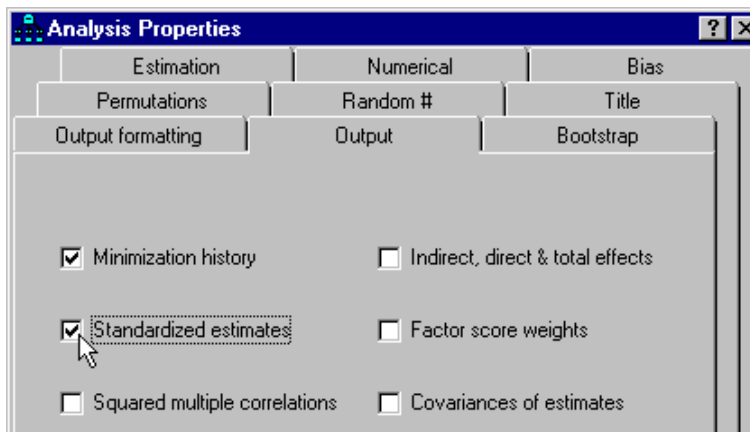 Analysis Properties
Estimation Numerical Bias
Permutations Random # Title
Output formatting Output Bootstrap
Minimization history Indirect, direct & total effects
Standardized estimates Factor score weights
Squared multiple correlations Covariances of estimates